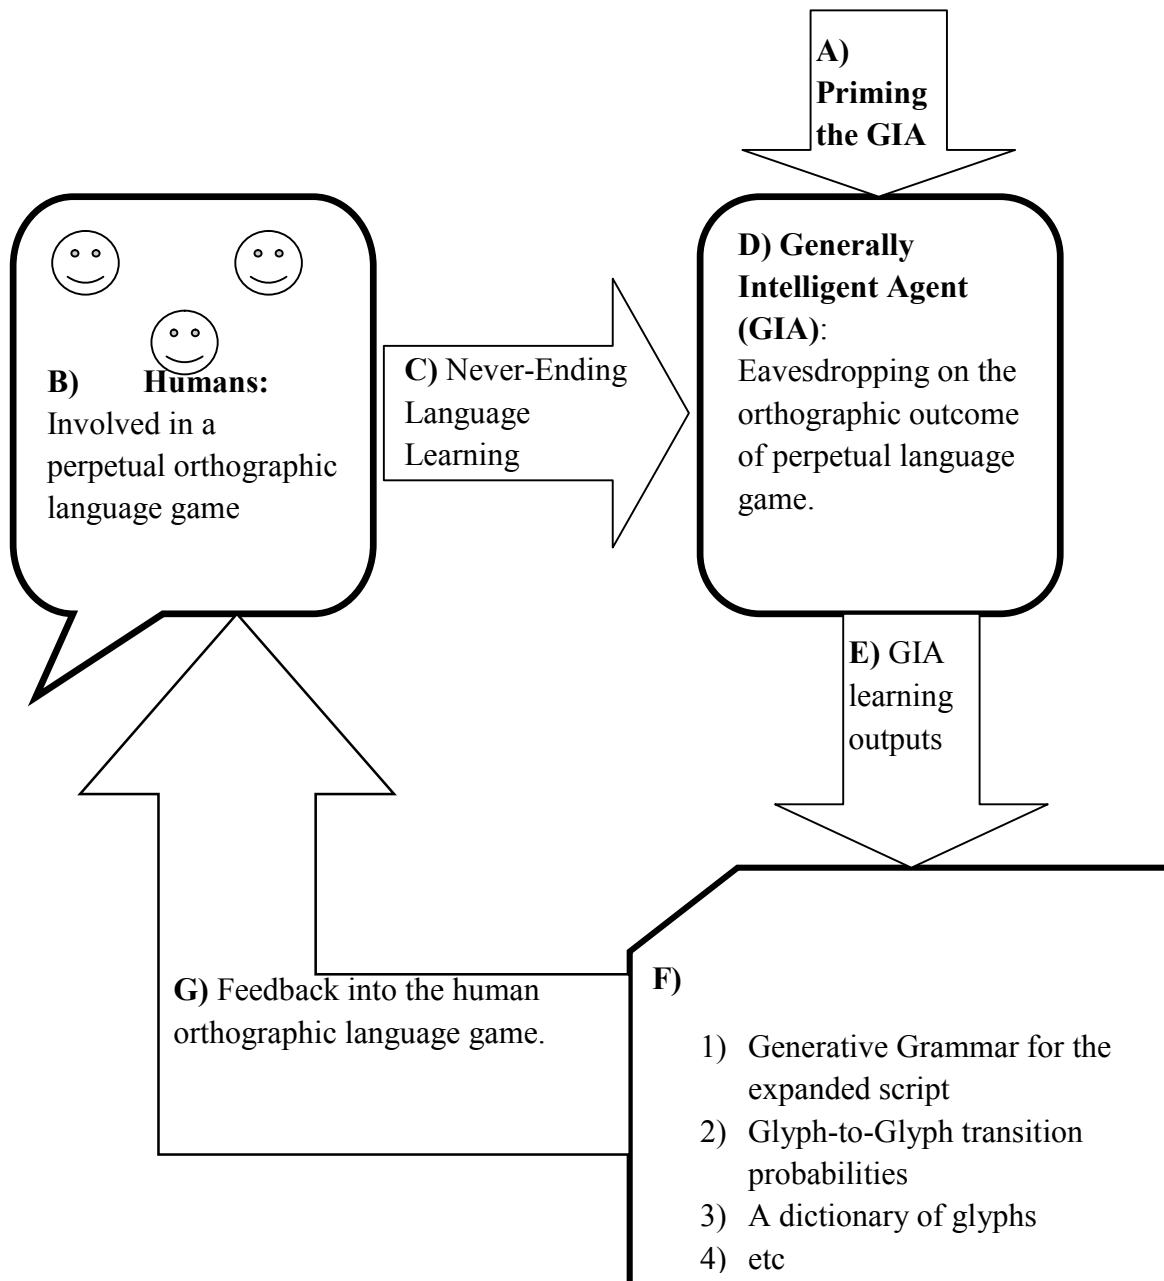 A)
Priming
the GIA
B) Humans:
Involved in a
perpetual orthographic
language game
C) Never-Ending
Language
Learning
D) Generally
Intelligent Agent
(GIA):
Eavesdropping on the
orthographic outcome
of perpetual language
game.
E) GIA
learning
outputs
F)
1) Generative Grammar for the
expanded script
2) Glyph-to-Glyph transition
probabilities
3) A dictionary of glyphs
4) etc
G) Feedback into the human
orthographic language game.